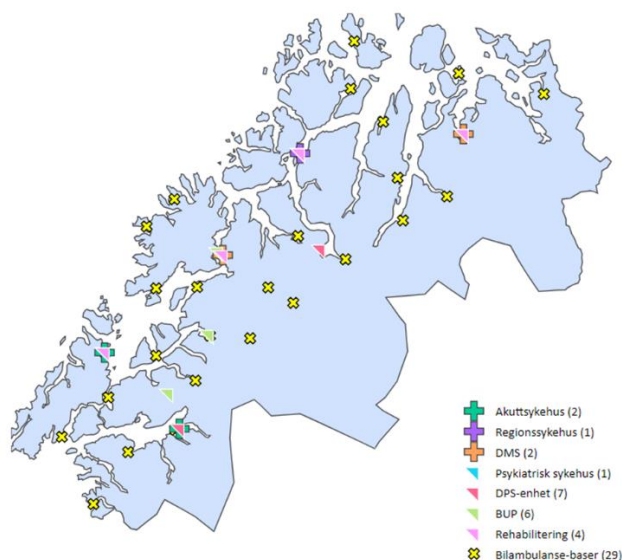 Akuttsykehus (2)
Regionssykehus (1)
DMS (2)
Psykiatrisk sykehus (1)
DPS-enhet (7)
BUP (6)
Rehabilitering (4)
Bilambulanse-baser (29)